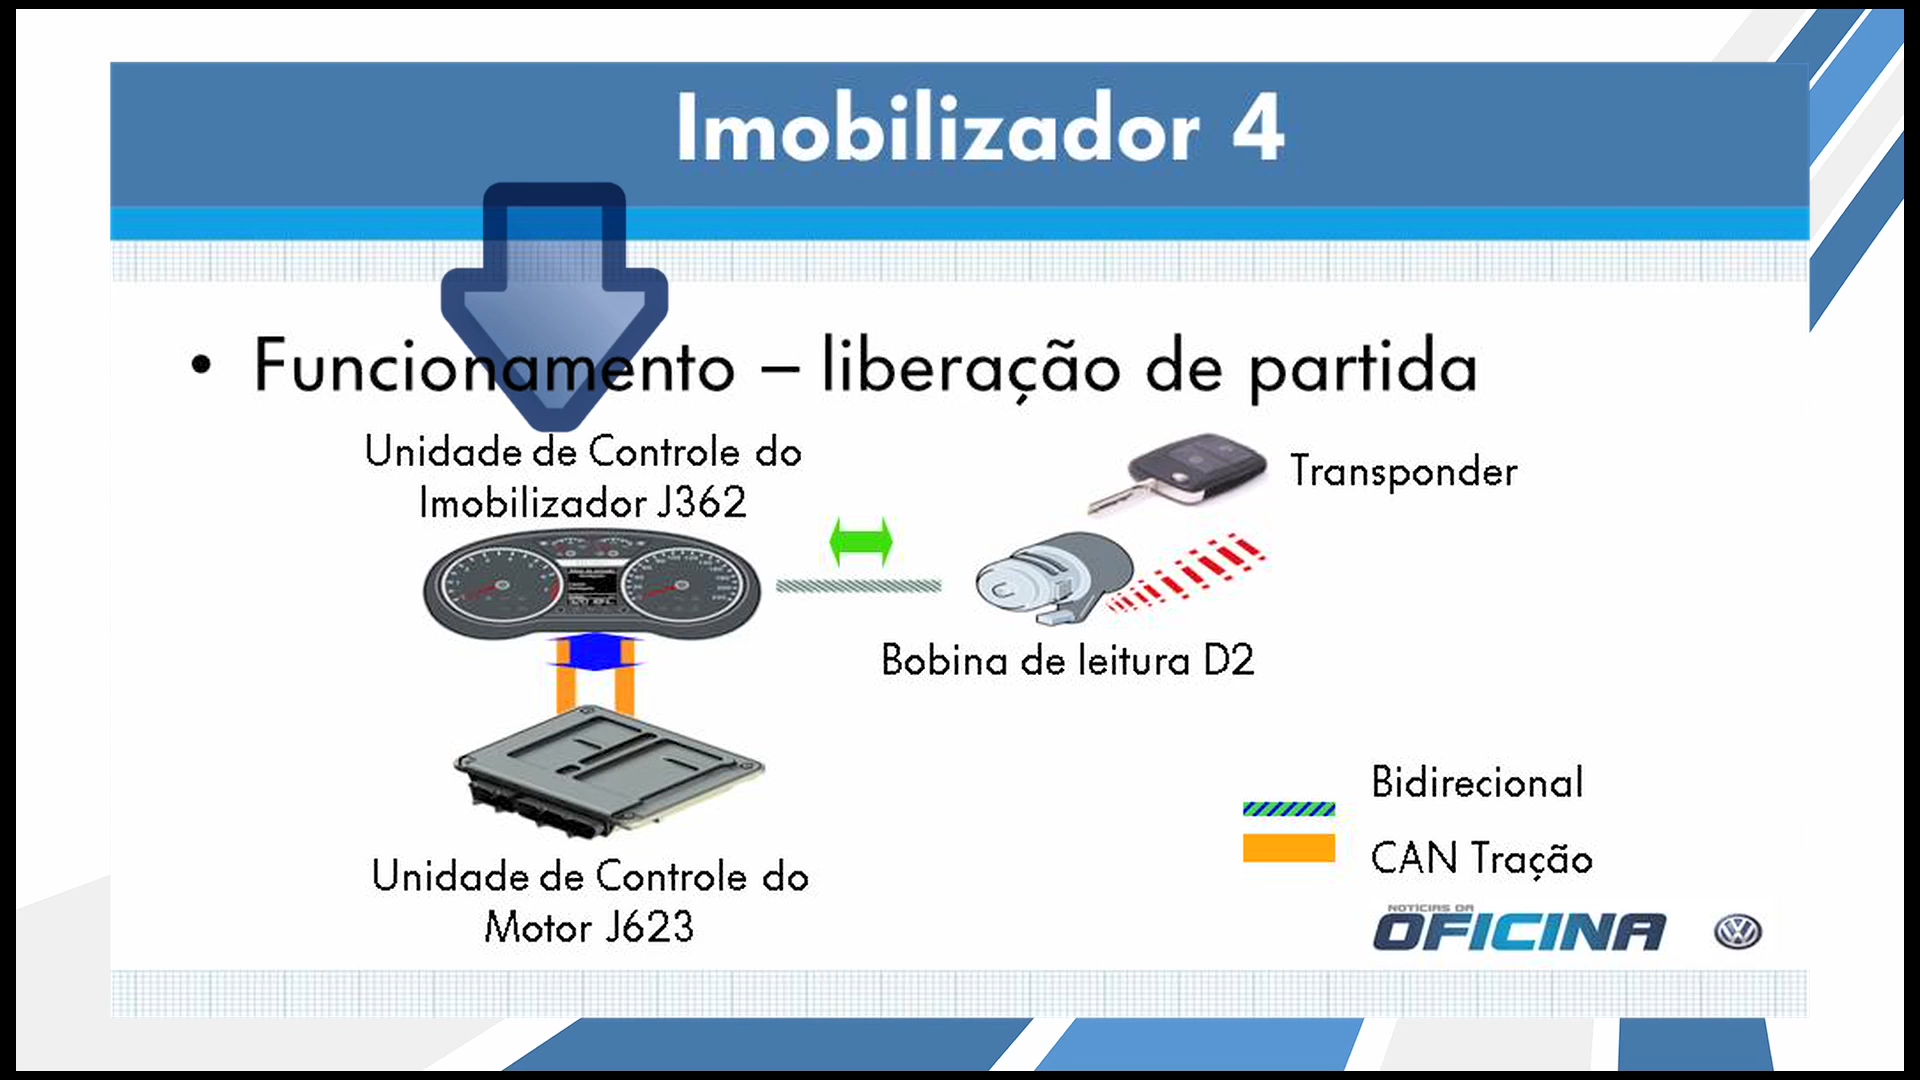 Imobilizador 4
• Funcionamento – liberação de partida
Unidade de Controle do
Imobilizador J362
Transponder
Bobina de leitura D2
Unidade de Controle do
Motor J623
Bidirecional
CAN Tração
NOTÍCIAS DA
OFICINA